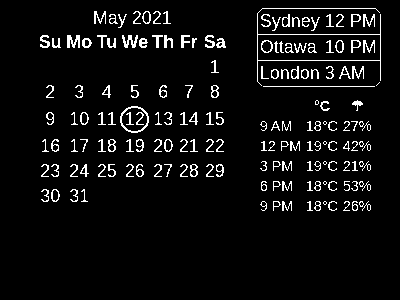 May 2021
Su Mo Tu We Th Fr Sa
1
2 3 4 5 6 7 8
9 10 11 12 13 14 15
16 17 18 19 20 21 22
23 24 25 26 27 28 29
30 31
Sydney 12 PM
Ottawa 10 PM
London 3 AM
°C ☂
9 AM 18°C 27%
12 PM 19°C 42%
3 PM 19°C 21%
6 PM 18°C 53%
9 PM 18°C 26%